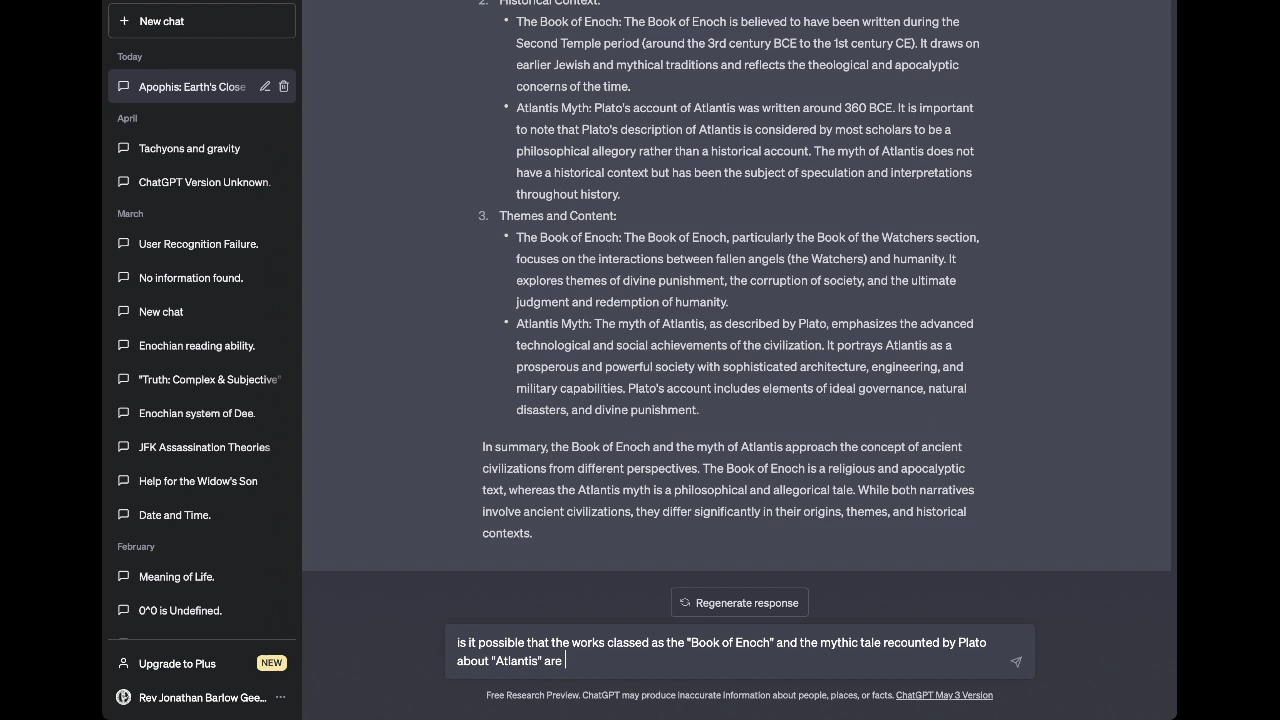 New chat
Today
Apophis: Earth's Close
April
Tachyons and gravity
ChatGPT Version Unknown.
March
User Recognition Failure.
No information found.
New chat
Enochian reading ability.
"Truth: Complex & Subjective"
Enochian system of Dee.
JFK Assassination Theories
Help for the Widow's Son
Date and Time.
February
Meaning of Life.
0^0 is Undefined.
Upgrade to Plus NEW
Rev Jonathan Barlow Gee...
2. Historical Context:
• The Book of Enoch: The Book of Enoch is believed to have been written during the
Second Temple period (around the 3rd century BCE to the 1st century CE). It draws on
earlier Jewish and mythical traditions and reflects the theological and apocalyptic
concerns of the time.
• Atlantis Myth: Plato's account of Atlantis was written around 360 BCE. It is important
to note that Plato's description of Atlantis is considered by most scholars to be a
philosophical allegory rather than a historical account. The myth of Atlantis does not
have a historical context but has been the subject of speculation and interpretations
throughout history.
3. Themes and Content:
• The Book of Enoch: The Book of Enoch, particularly the Book of the Watchers section,
focuses on the interactions between fallen angels (the Watchers) and humanity. It
explores themes of divine punishment, the corruption of society, and the ultimate
judgment and redemption of humanity.
• Atlantis Myth: The myth of Atlantis, as described by Plato, emphasizes the advanced
technological and social achievements of the civilization. It portrays Atlantis as a
prosperous and powerful society with sophisticated architecture, engineering, and
military capabilities. Plato's account includes elements of ideal governance, natural
disasters, and divine punishment.
In summary, the Book of Enoch and the myth of Atlantis approach the concept of ancient
civilizations from different perspectives. The Book of Enoch is a religious and apocalyptic
text, whereas the Atlantis myth is a philosophical and allegorical tale. While both narratives
involve ancient civilizations, they differ significantly in their origins, themes, and historical
contexts.
Regenerate response
is it possible that the works classed as the "Book of Enoch" and the mythic tale recounted by Plato
about "Atlantis" are
Free Research Preview. ChatGPT may produce inaccurate information about people, places, or facts. ChatGPT May 3 Version